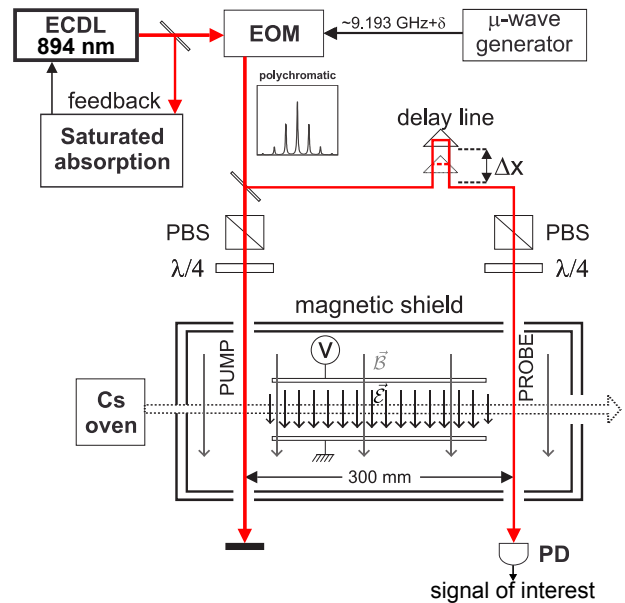 ECDL
894 nm
EOM
~9.193 GHz+δ
μ-wave
generator
feedback
polychromatic
Saturated
absorption
delay line
Δx
PBS
PBS
λ/4
λ/4
magnetic shield
PUMP
V
B⃗
PROBE
Cs
oven
ℰ⃗
300 mm
PD
signal of interest